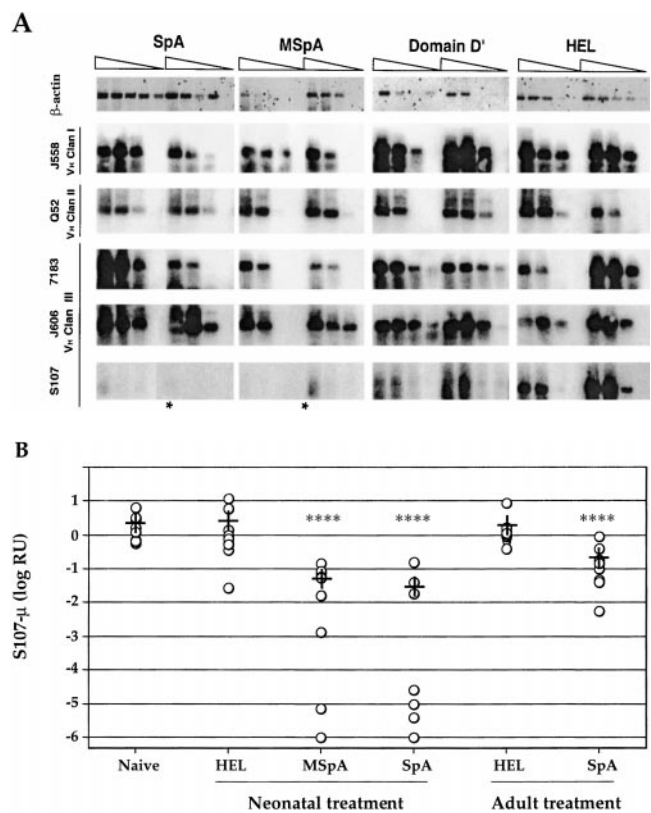 A
SpA MSpA Domain D' HEL
β-actin
J558
VH Clan I
Q52
VH Clan II
7183
J606
S107
VH Clan III
* *
B
**** **** ****
S107-μ (log RU)
1
0
-1
-2
-3
-4
-5
-6
Naive HEL MSpA SpA HEL SpA
Neonatal treatment Adult treatment